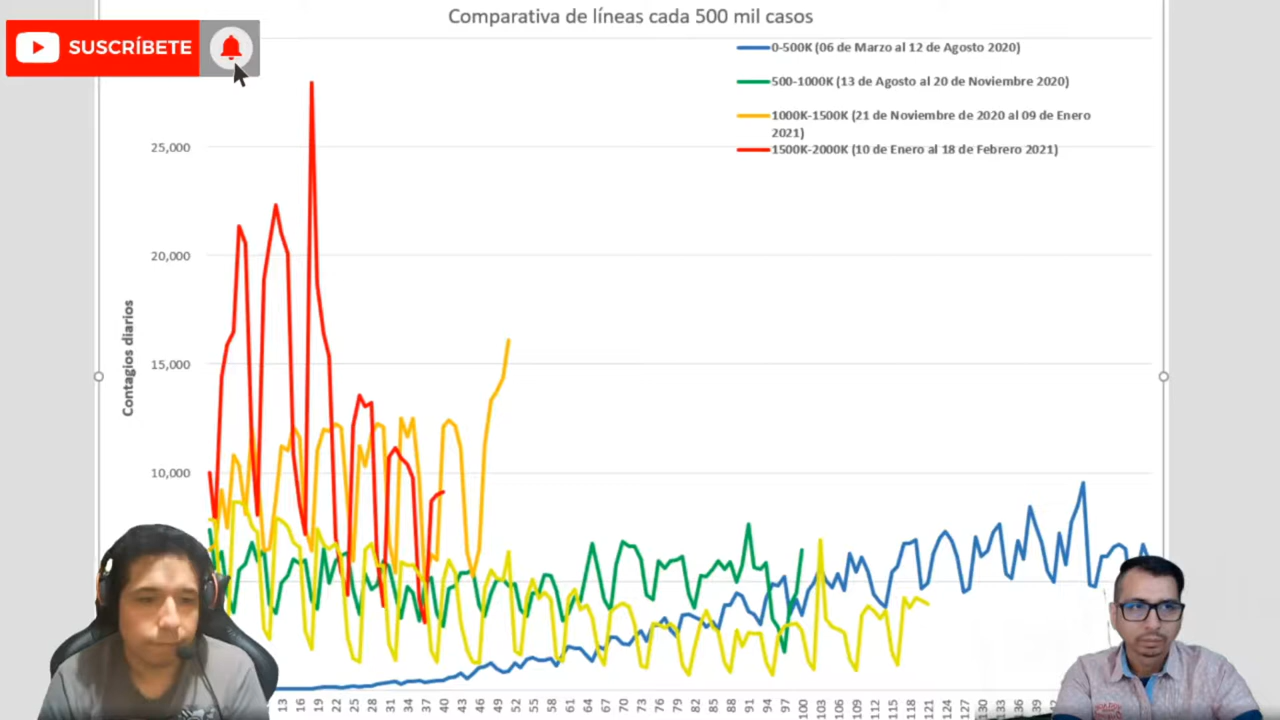 Comparativa de líneas cada 500 mil casos
SUSCRÍBETE
0-500K (06 de Marzo al 12 de Agosto 2020)
500-1000K (13 de Agosto al 20 de Noviembre 2020)
1000K-1500K (21 de Noviembre de 2020 al 09 de Enero
2021)
1500K-2000K (10 de Enero al 18 de Febrero 2021)
25,000
20,000
15,000
10,000
Contagios diarios
13 16 19 22 25 28 31 34 37 40 43 46 49 52 55 58 61 64 67 70 73 76 79 82 85 88 91 94 97 100 103 106 109 112 115 118 121 124 127 130 133 136 139